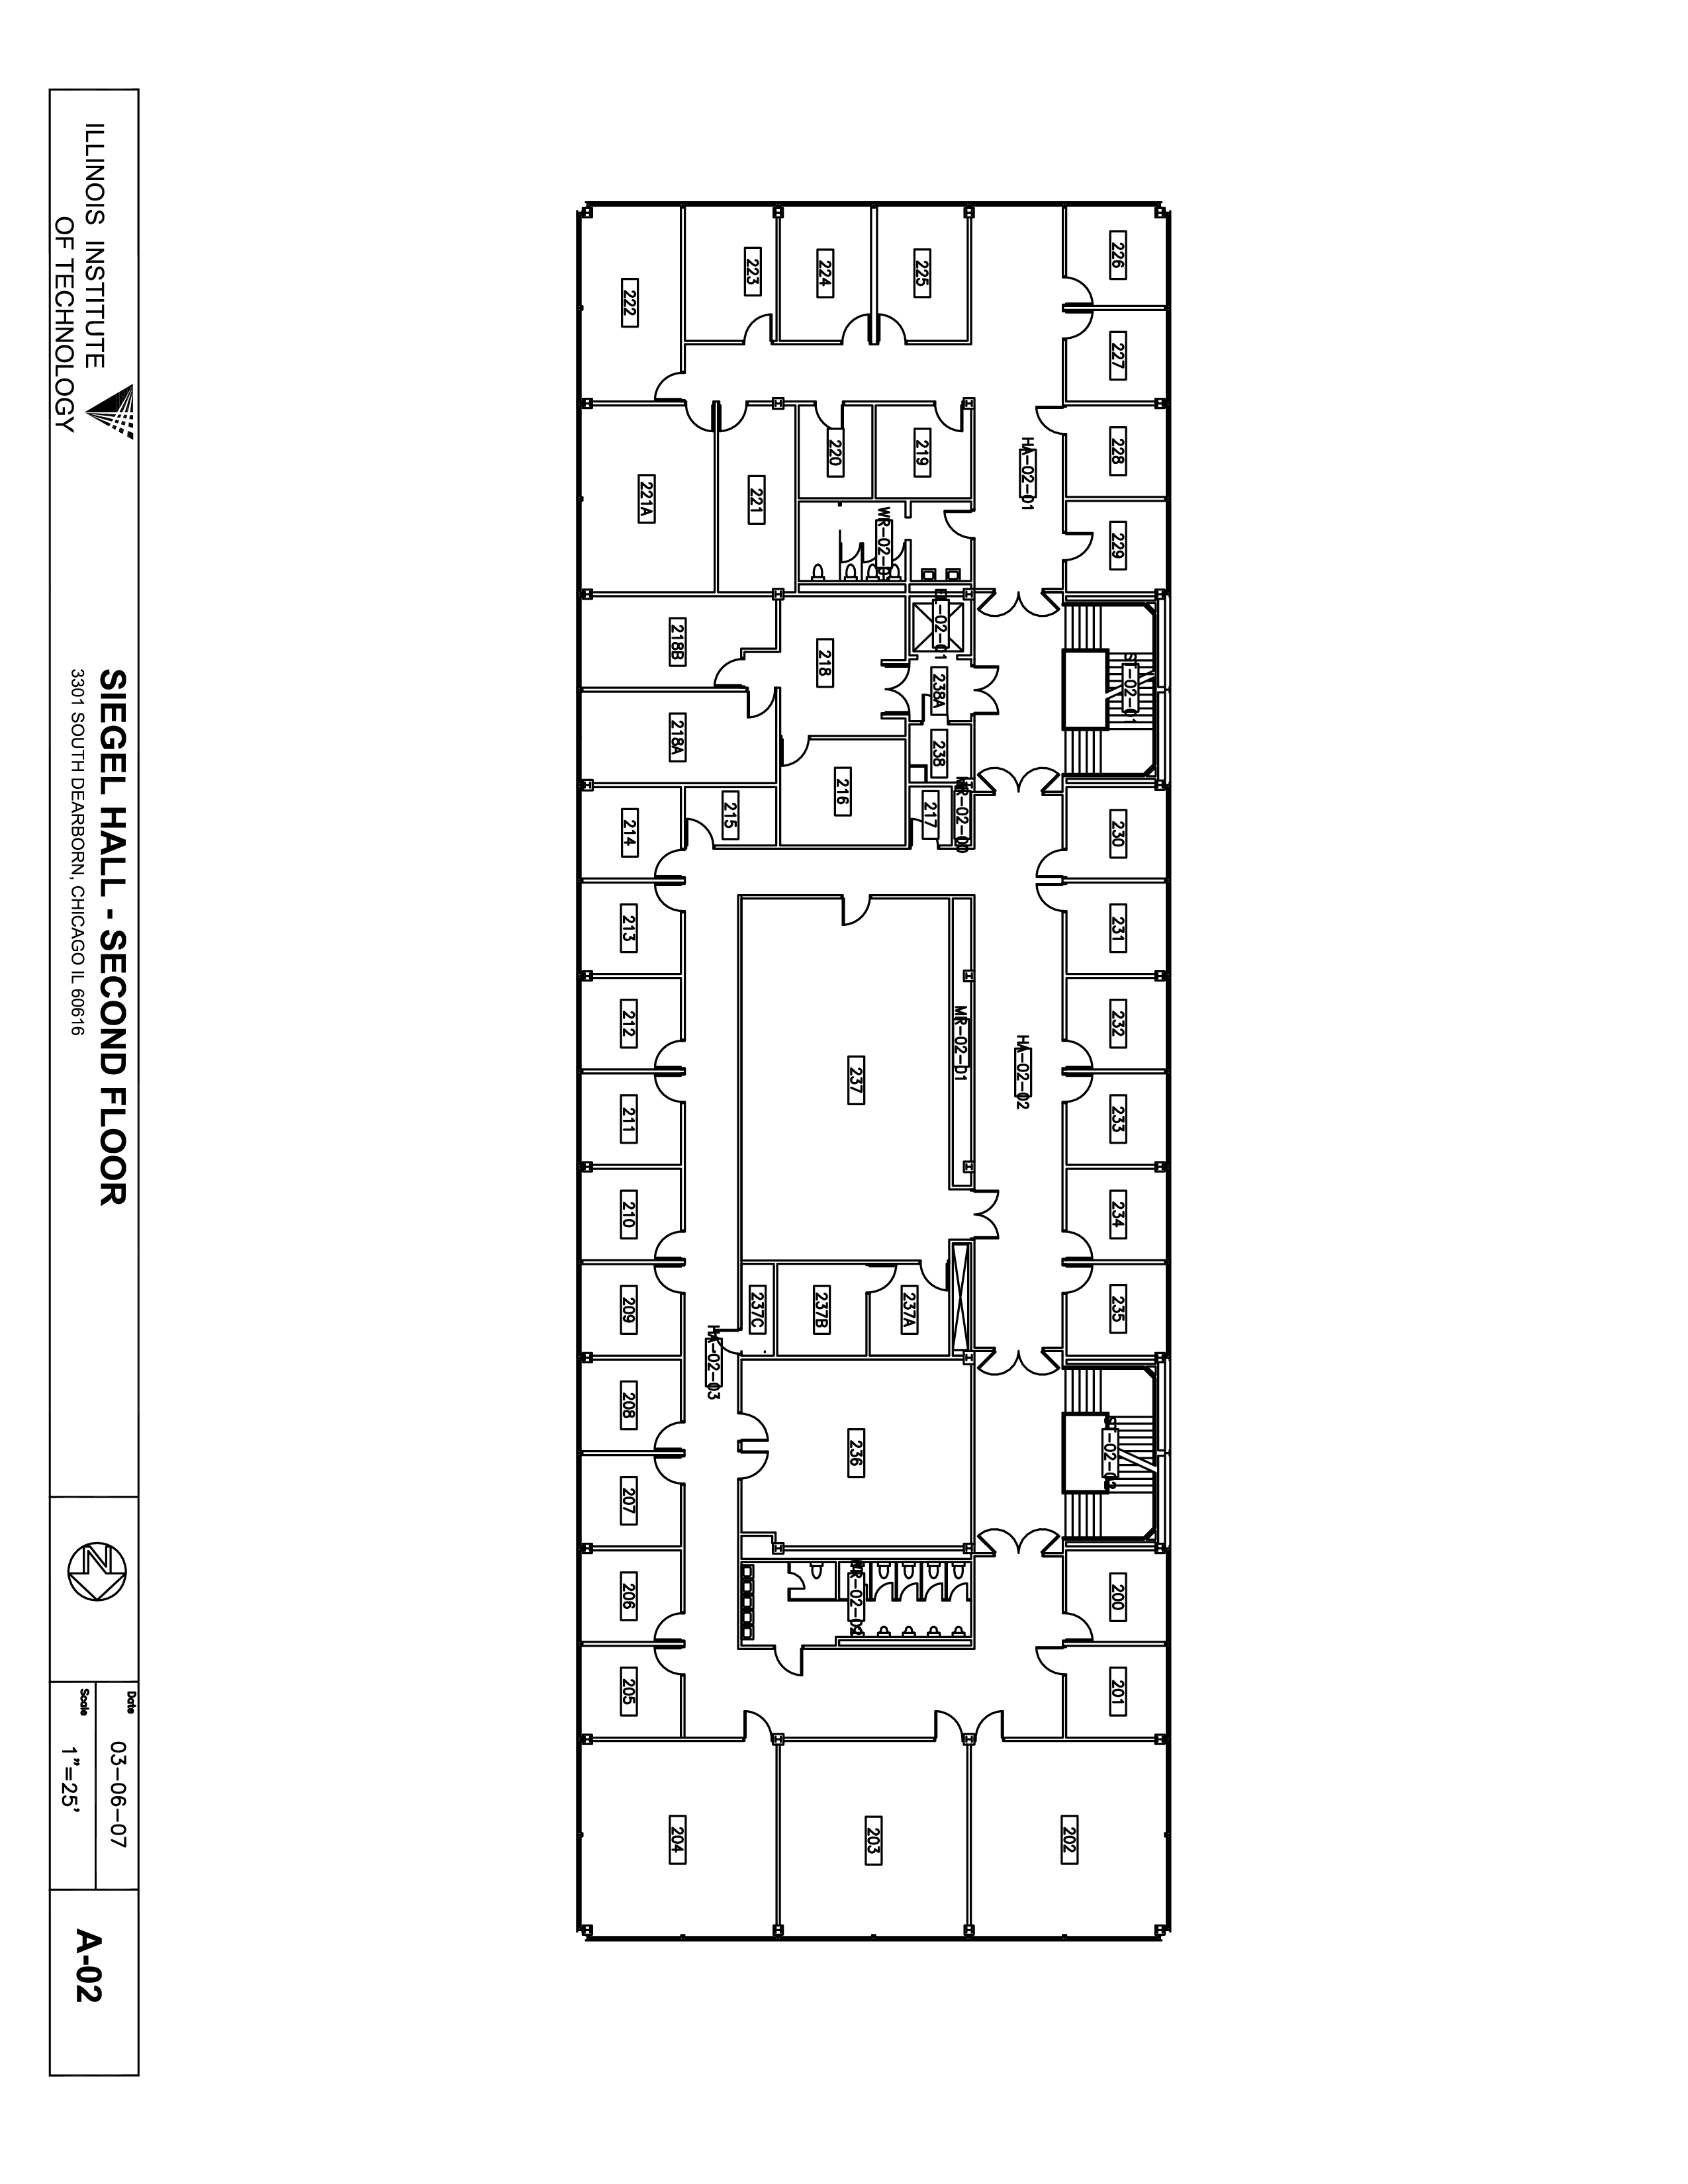 ILLINOIS INSTITUTE
OF TECHNOLOGY
SIEGEL HALL - SECOND FLOOR
3301 SOUTH DEARBORN, CHICAGO IL 60616
N
Date
03-06-07
Scale
1"=25'
A-02
226
225
224
223
222
227
HA-02-01
228
219
220
221
221A
229
WR-02-01
EL-02-01
218
218B
ST-02-01
238A
238
218A
216
MR-02-00
217
215
214
230
231
213
232
212
MR-02-01
HA-02-02
237
233
211
234
210
235
237A
237B
237C
209
HA-02-03
208
ST-02-02
236
207
200
WR-02-02
206
201
205
202
203
204